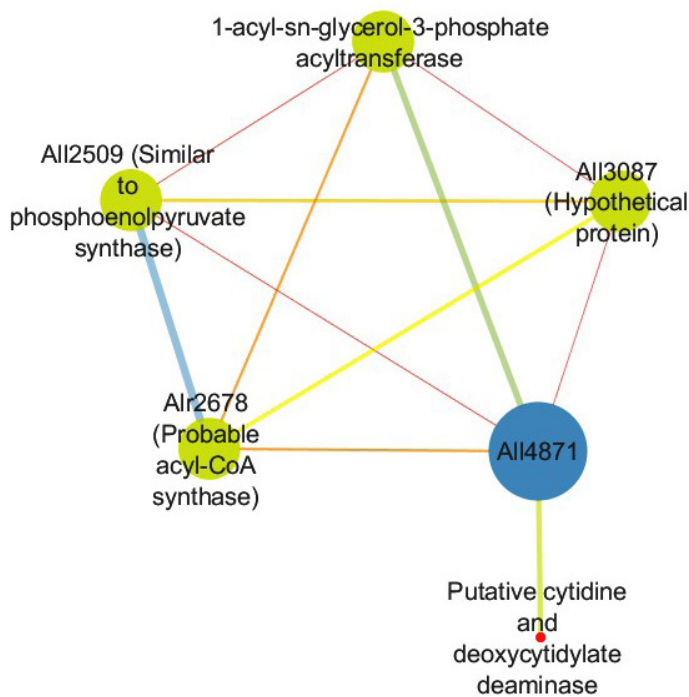 1-acyl-sn-glycerol-3-phosphate
acyltransferase
All2509 (Similar
to
phosphoenolpyruvate
synthase)
All3087
(Hypothetical
protein)
Alr2678
(Probable
acyl-CoA
synthase)
All4871
Putative cytidine
and
deoxycytidylate
deaminase